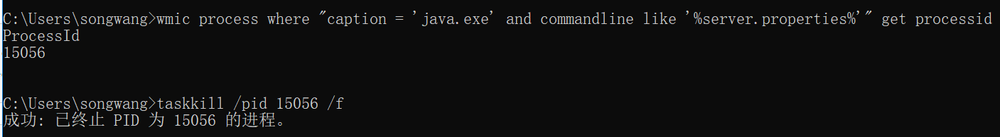 C:\Users\songwang>wmic process where "caption = 'java.exe' and commandline like '%server.properties%'" get processid
ProcessId
15056
C:\Users\songwang>taskkill /pid 15056 /f
成功: 已终止 PID 为 15056 的进程。